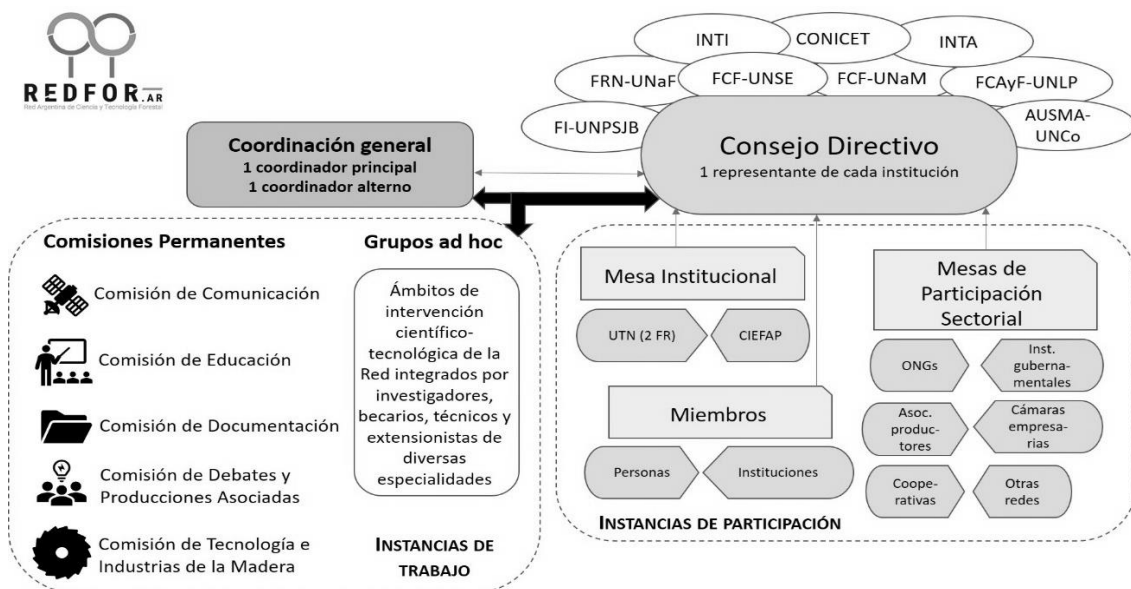 REDFOR.AR
Red Argentina de Ciencia y Tecnología Forestal
INTI
CONICET
INTA
FRN-UNaF
FCF-UNSE
FCF-UNaM
FCAyF-UNLP
FI-UNPSJB
AUSMA-
UNCo
Coordinación general
1 coordinador principal
1 coordinador alterno
Consejo Directivo
1 representante de cada institución
Comisiones Permanentes
Comisión de Comunicación
Comisión de Educación
Comisión de Documentación
Comisión de Debates y
Producciones Asociadas
Comisión de Tecnología e
Industrias de la Madera
Grupos ad hoc
Ámbitos de
intervención
científico-
tecnológica de la
Red integrados por
investigadores,
becarios, técnicos y
extensionistas de
diversas
especialidades
INSTANCIAS DE
TRABAJO
Mesa Institucional
UTN (2 FR)
CIEFAP
Miembros
Personas
Instituciones
Mesas de
Participación
Sectorial
ONGs
Inst.
guberna-
mentales
Asoc.
produc-
tores
Cámaras
empresa-
rias
Coope-
rativas
Otras
redes
INSTANCIAS DE PARTICIPACIÓN